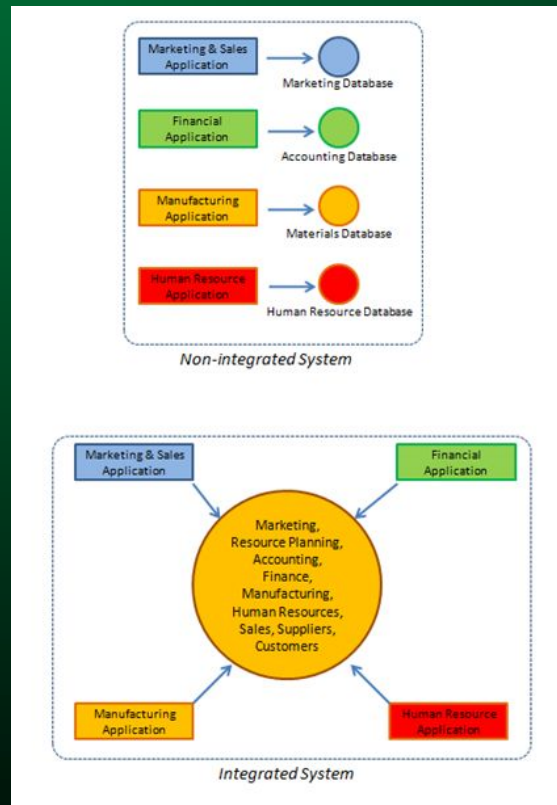 Marketing & Sales
Application
Marketing Database
Financial
Application
Accounting Database
Manufacturing
Application
Materials Database
Human Resource
Application
Human Resource Database
Non-integrated System
Marketing & Sales
Application
Financial
Application
Marketing,
Resource Planning,
Accounting,
Finance,
Manufacturing,
Human Resources,
Sales, Suppliers,
Customers
Manufacturing
Application
Human Resource
Application
Integrated System